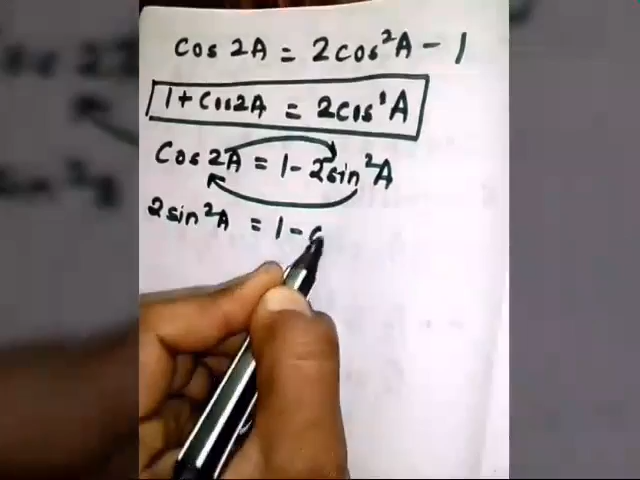 cos 2A = 2cos²A - 1
1 + cos2A = 2cos²A
cos 2A = 1 - 2sin²A
2sin²A = 1 - c